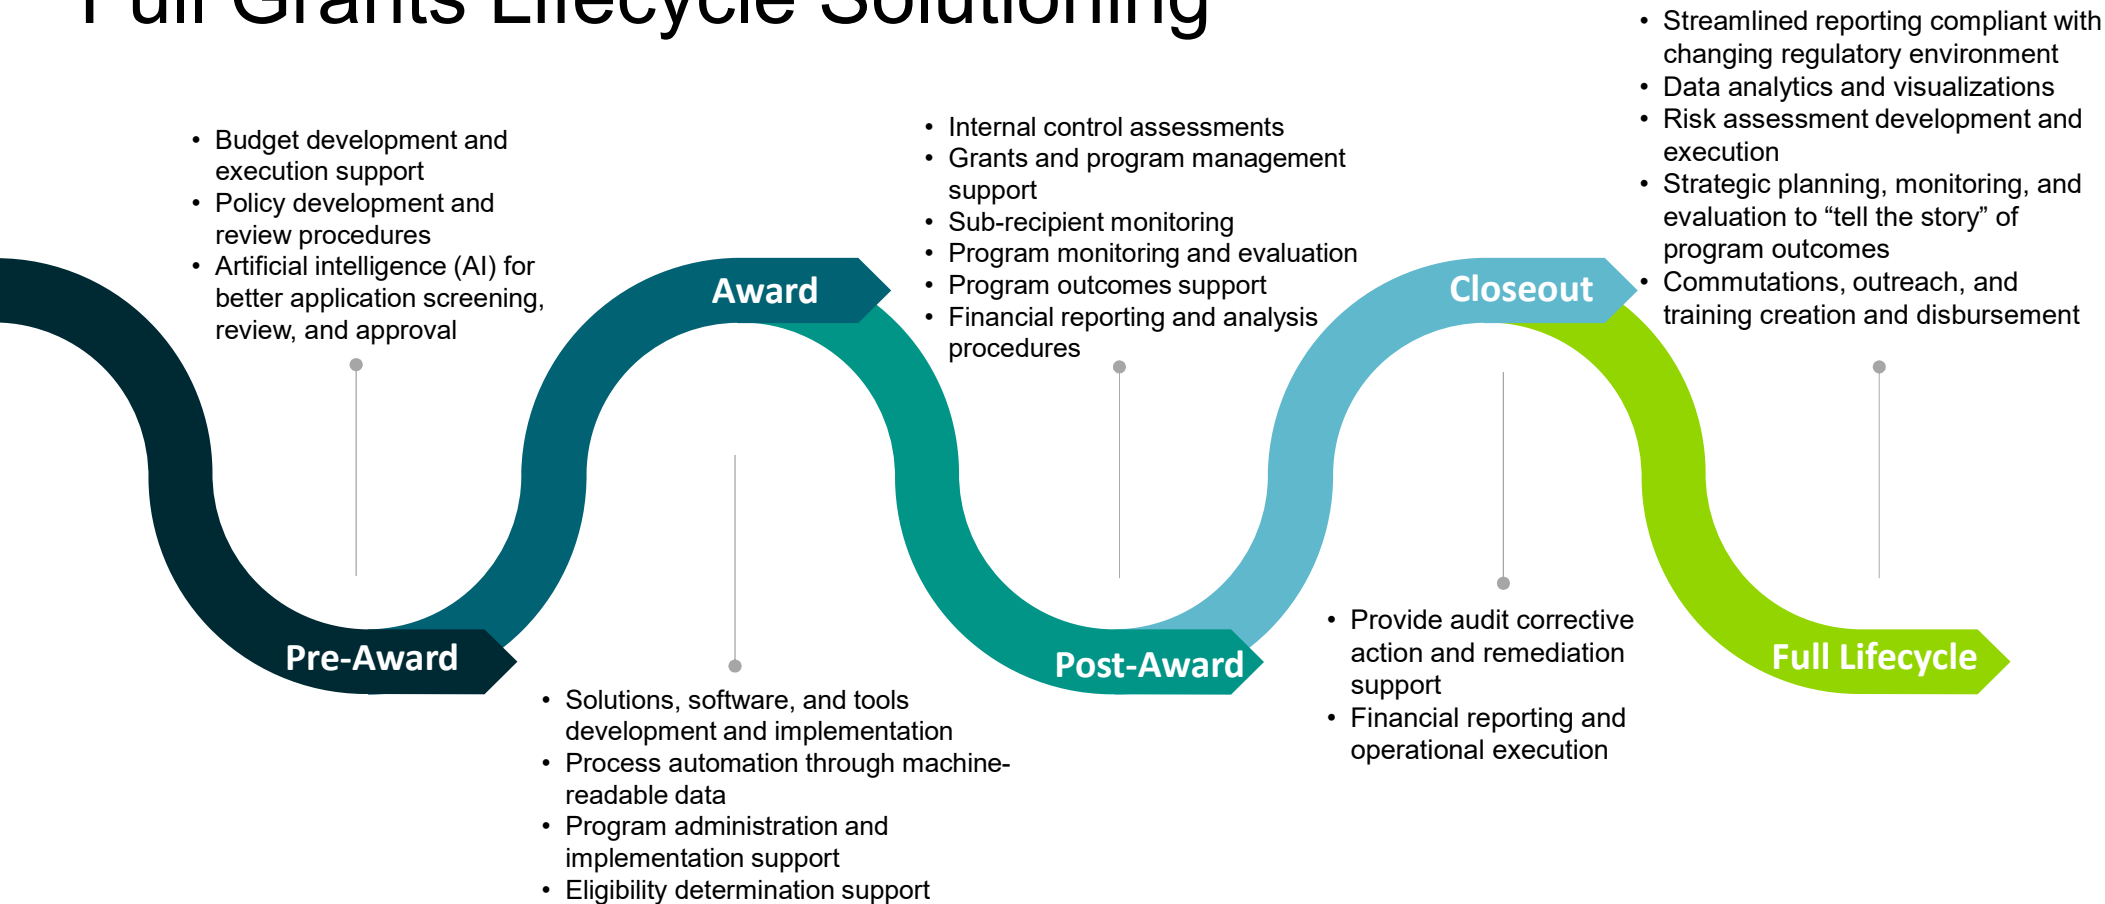 Full Grants Lifecycle Solutioning
• Budget development and
execution support
• Policy development and
review procedures
• Artificial intelligence (AI) for
better application screening,
review, and approval
Pre-Award
Award
• Solutions, software, and tools
development and implementation
• Process automation through machine-
readable data
• Program administration and
implementation support
• Eligibility determination support
• Internal control assessments
• Grants and program management
support
• Sub-recipient monitoring
• Program monitoring and evaluation
• Program outcomes support
• Financial reporting and analysis
procedures
Post-Award
Closeout
• Provide audit corrective
action and remediation
support
• Financial reporting and
operational execution
• Streamlined reporting compliant with
changing regulatory environment
• Data analytics and visualizations
• Risk assessment development and
execution
• Strategic planning, monitoring, and
evaluation to “tell the story” of
program outcomes
• Commutations, outreach, and
training creation and disbursement
Full Lifecycle